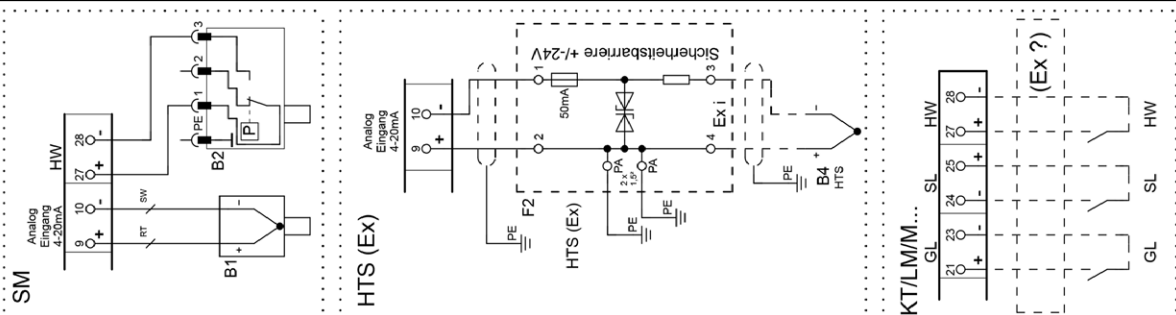 SM
Analog
Eingang
4-20mA
HW
9 + 10 - 27 + 28 -
RT
SW
B1
B2
PE 1 2 3
P
HTS (Ex)
Analog
Eingang
4-20mA
9 + 10 -
PE
F2
HTS (Ex)
Sicherheitsbarriere +/-24V
1
2
50mA
3
4
Ex i
PA
2 x
1,5²
PA
PE
PE
PE
+
-
B4
HTS
KT/LM/M...
GL SL HW
21 + 23 - 24 - 25 + 27 + 28 -
(Ex ?)
GL SL HW